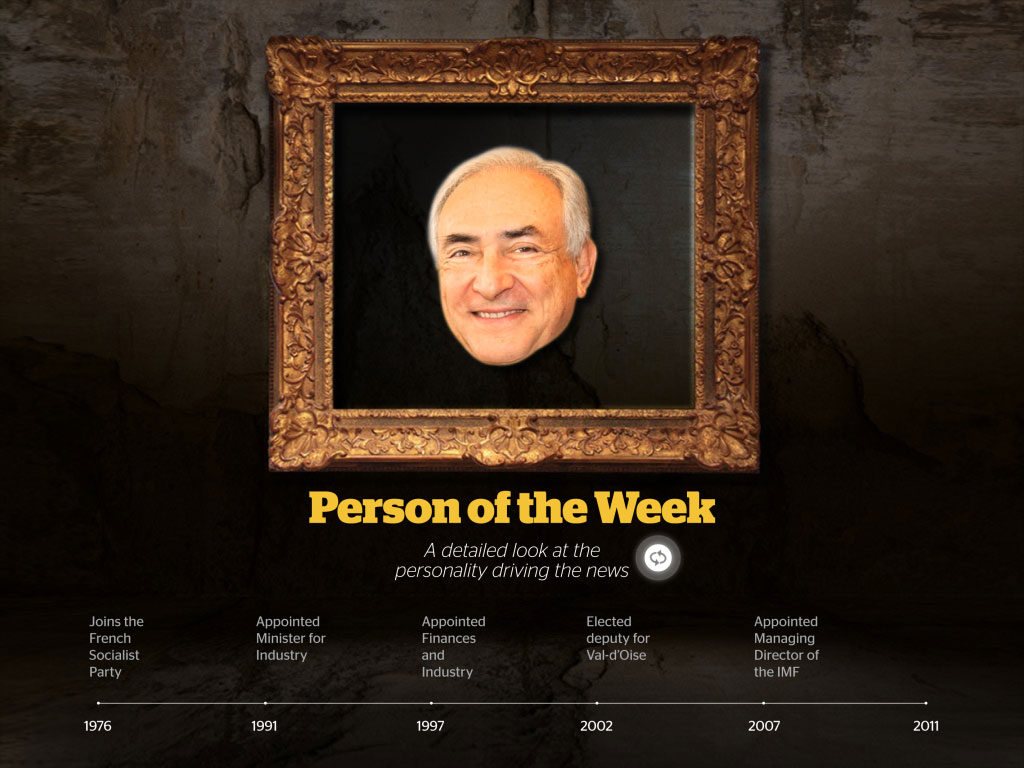 Person of the Week
A detailed look at the
personality driving the news
Joins the
French
Socialist
Party
Appointed
Minister for
Industry
Appointed
Finances
and
Industry
Elected
deputy for
Val-d'Oise
Appointed
Managing
Director of
the IMF
1976
1991
1997
2002
2007
2011